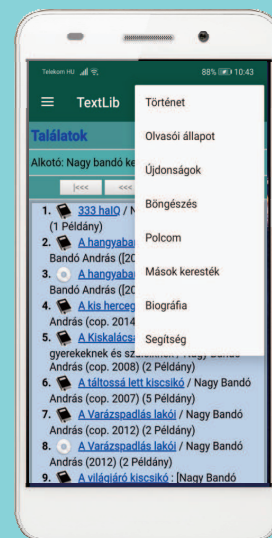 Telekom HU
88% 10:43
TextLib
Történet
Találatok
Olvasói állapot
Alkotó: Nagy bandó ke
Újdonságok
|<<<
<<<
Böngészés
1. 333 halQ / N
(1 Példány)
Polcom
2. A hangyaba
Bandó András ([20
Mások keresték
3. A hangyaba
Bandó András ([20
Biográfia
4. A kis herceg
András (cop. 2014
Segítség
5. A Kiskalács
gyerekeknek és
András (cop. 2008) (2 Példány)
6. A táltossá lett kiscsikó / Nagy Bandó
András (cop. 2007) (5 Példány)
7. A Varázspadlás lakói / Nagy Bandó
András (cop. 2012) (2 Példány)
8. A Varázspadlás lakói / Nagy Bandó
András (2012) (2 Példány)
9. A világjáró kiscsikó : [Nagy Bandó